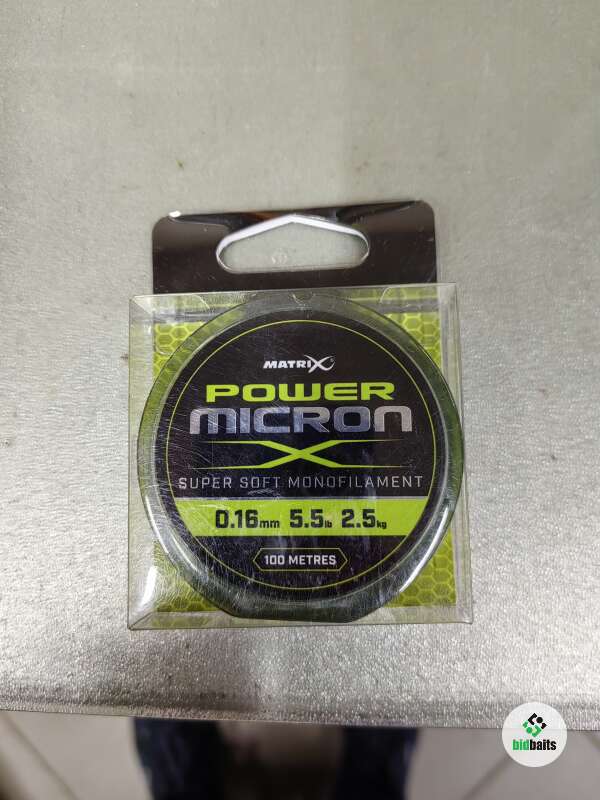 MATRIX
POWER
MICRON
X
SUPER SOFT MONOFILAMENT
0.16mm 5.5lb 2.5kg
100 METRES
bidbaits